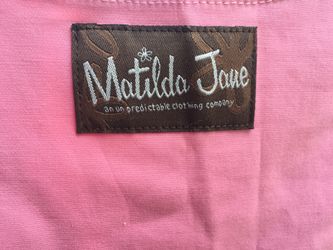 Matilda Jane
an un predictable clothing company